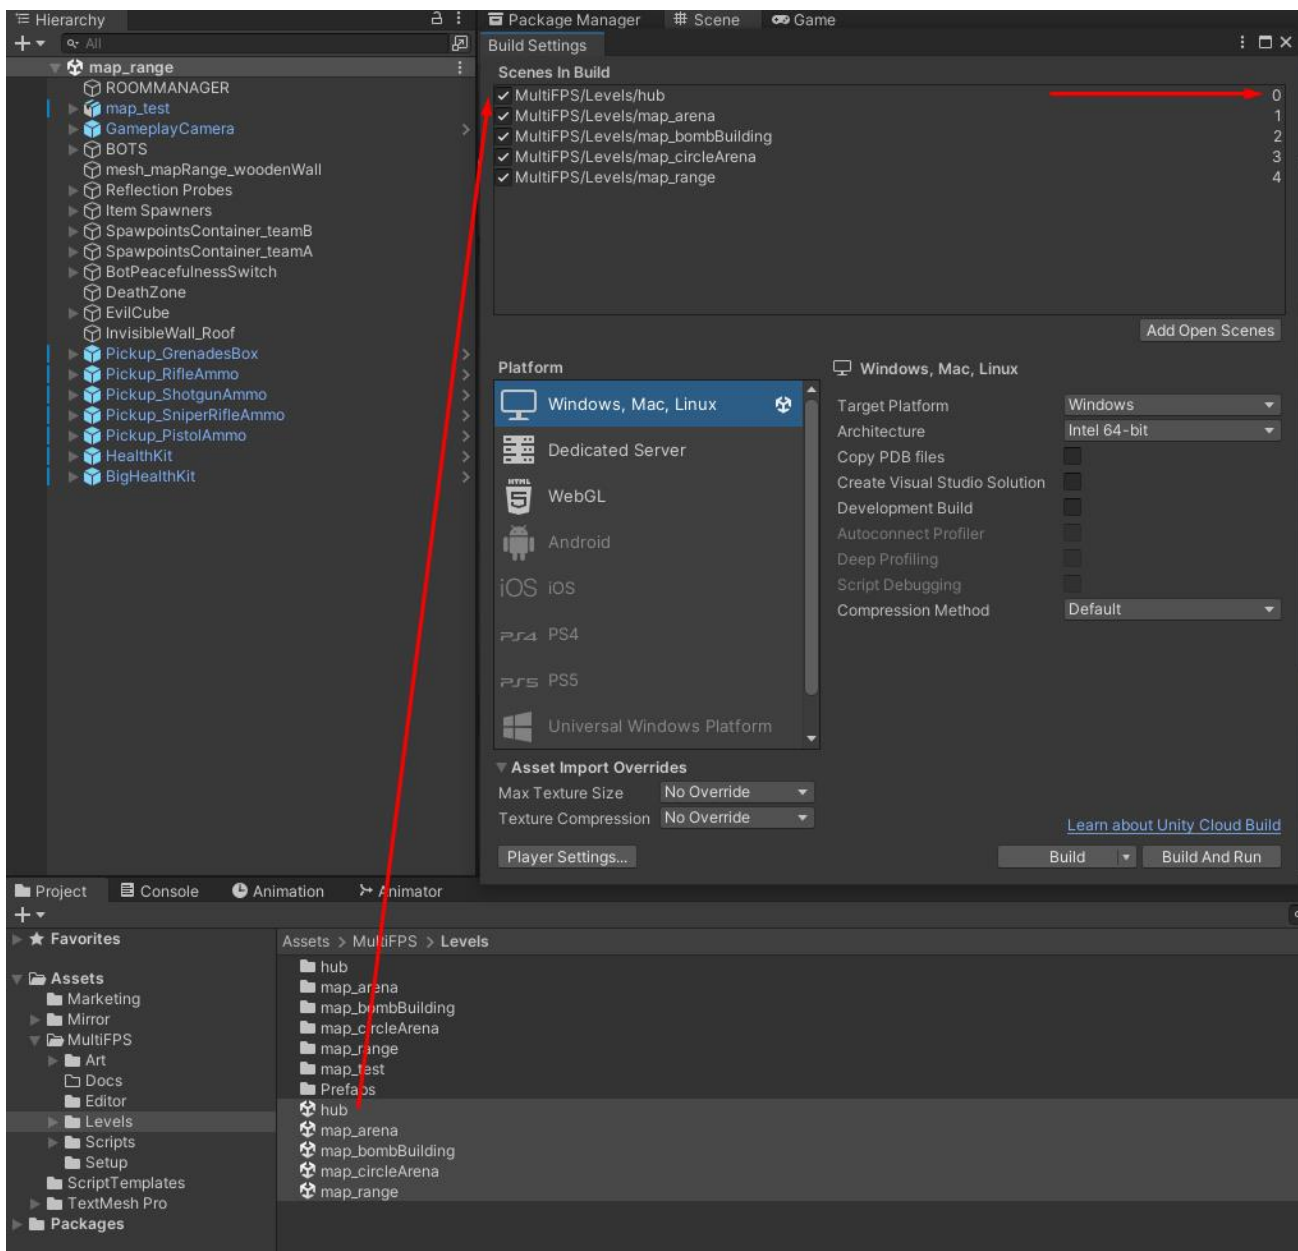 Hierarchy
All
map_range
ROOMMANAGER
map_test
GameplayCamera
BOTS
mesh_mapRange_woodenWall
Reflection Probes
Item Spawners
SpawpointsContainer_teamB
SpawpointsContainer_teamA
BotPeacefulnessSwitch
DeathZone
EvilCube
InvisibleWall_Roof
Pickup_GrenadesBox
Pickup_RifleAmmo
Pickup_ShotgunAmmo
Pickup_SniperRifleAmmo
Pickup_PistolAmmo
HealthKit
BigHealthKit
Package Manager Scene Game
Build Settings
Scenes In Build
MultiFPS/Levels/hub 0
MultiFPS/Levels/map_arena 1
MultiFPS/Levels/map_bombBuilding 2
MultiFPS/Levels/map_circleArena 3
MultiFPS/Levels/map_range 4
Add Open Scenes
Platform
Windows, Mac, Linux
Dedicated Server
HTML 5 WebGL
Android
iOS iOS
PS4 PS4
PS5 PS5
Universal Windows Platform
Windows, Mac, Linux
Target Platform Windows
Architecture Intel 64-bit
Copy PDB files
Create Visual Studio Solution
Development Build
Autoconnect Profiler
Deep Profiling
Script Debugging
Compression Method Default
Asset Import Overrides
Max Texture Size No Override
Texture Compression No Override
Learn about Unity Cloud Build
Player Settings... Build Build And Run
Project Console Animation Animator
Favorites
Assets
Marketing
Mirror
MultiFPS
Art
Docs
Editor
Levels
Scripts
Setup
ScriptTemplates
TextMesh Pro
Packages
Assets > MultiFPS > Levels
hub
map_arena
map_bombBuilding
map_circleArena
map_range
map_test
Prefabs
hub
map_arena
map_bombBuilding
map_circleArena
map_range